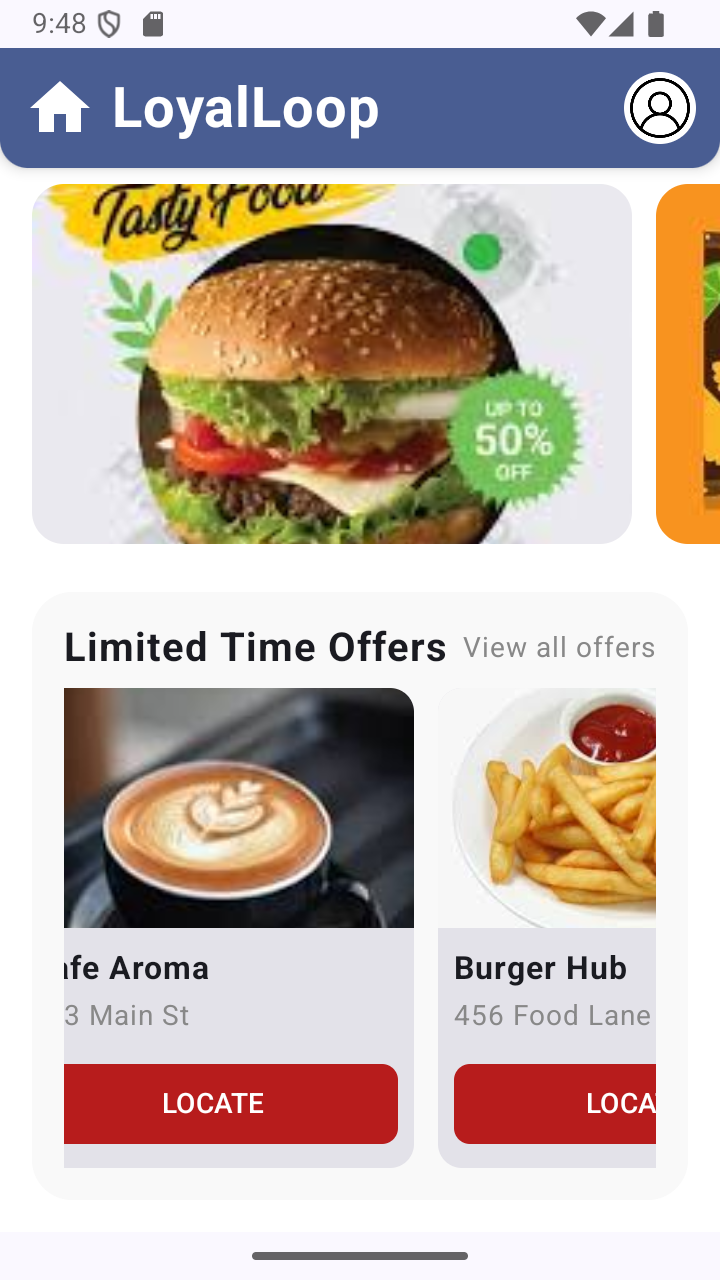 9:48
LoyalLoop
Tasty Food
UP TO
50%
OFF
Limited Time Offers
View all offers
afe Aroma
3 Main St
LOCATE
Burger Hub
456 Food Lane
LOCA